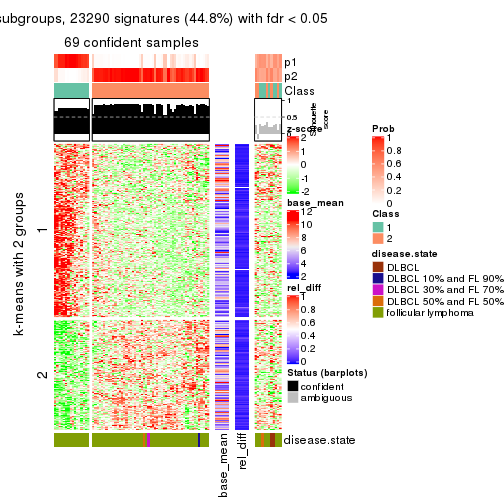 subgroups, 23290 signatures (44.8%) with fdr < 0.05
69 confident samples
p1
p2
Class
1
0.5
0
Silhouette
score
k-means with 2 groups
1
2
z-score
2
1
0
-1
-2
base_mean
12
10
8
6
4
2
rel_diff
1
0.8
0.6
0.4
0.2
0
Status (barplots)
confident
ambiguous
Prob
1
0.8
0.6
0.4
0.2
0
Class
1
2
disease.state
DLBCL
DLBCL 10% and FL 90%
DLBCL 30% and FL 70%
DLBCL 50% and FL 50%
follicular lymphoma
disease.state
base_mean
rel_diff